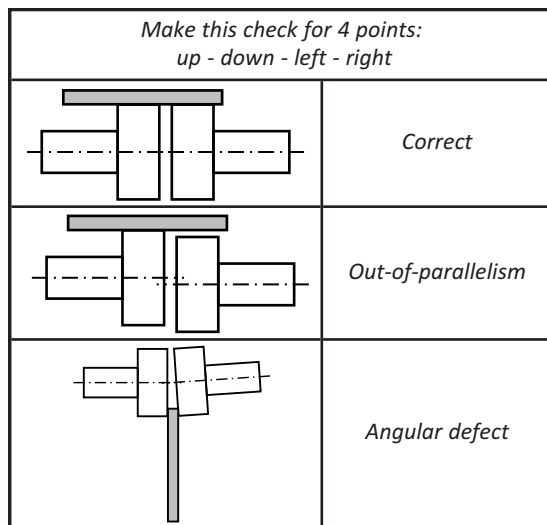 Make this check for 4 points:
up - down - left - right
Correct
Out-of-parallelism
Angular defect